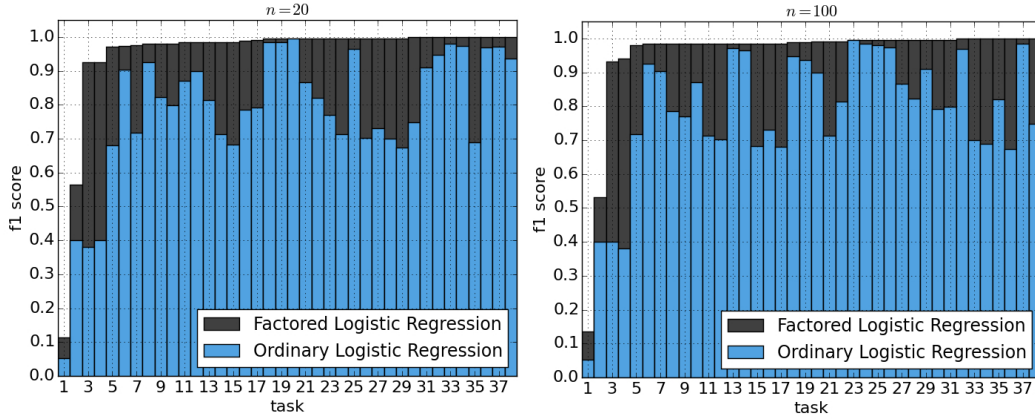 n=20
1.0
0.9
0.8
0.7
0.6
0.5
0.4
0.3
0.2
0.1
0.0
f1 score
Factored Logistic Regression
Ordinary Logistic Regression
1 3 5 7 9 11 13 15 17 19 21 23 25 27 29 31 33 35 37
task
n=100
1.0
0.9
0.8
0.7
0.6
0.5
0.4
0.3
0.2
0.1
0.0
f1 score
Factored Logistic Regression
Ordinary Logistic Regression
1 3 5 7 9 11 13 15 17 19 21 23 25 27 29 31 33 35 37
task